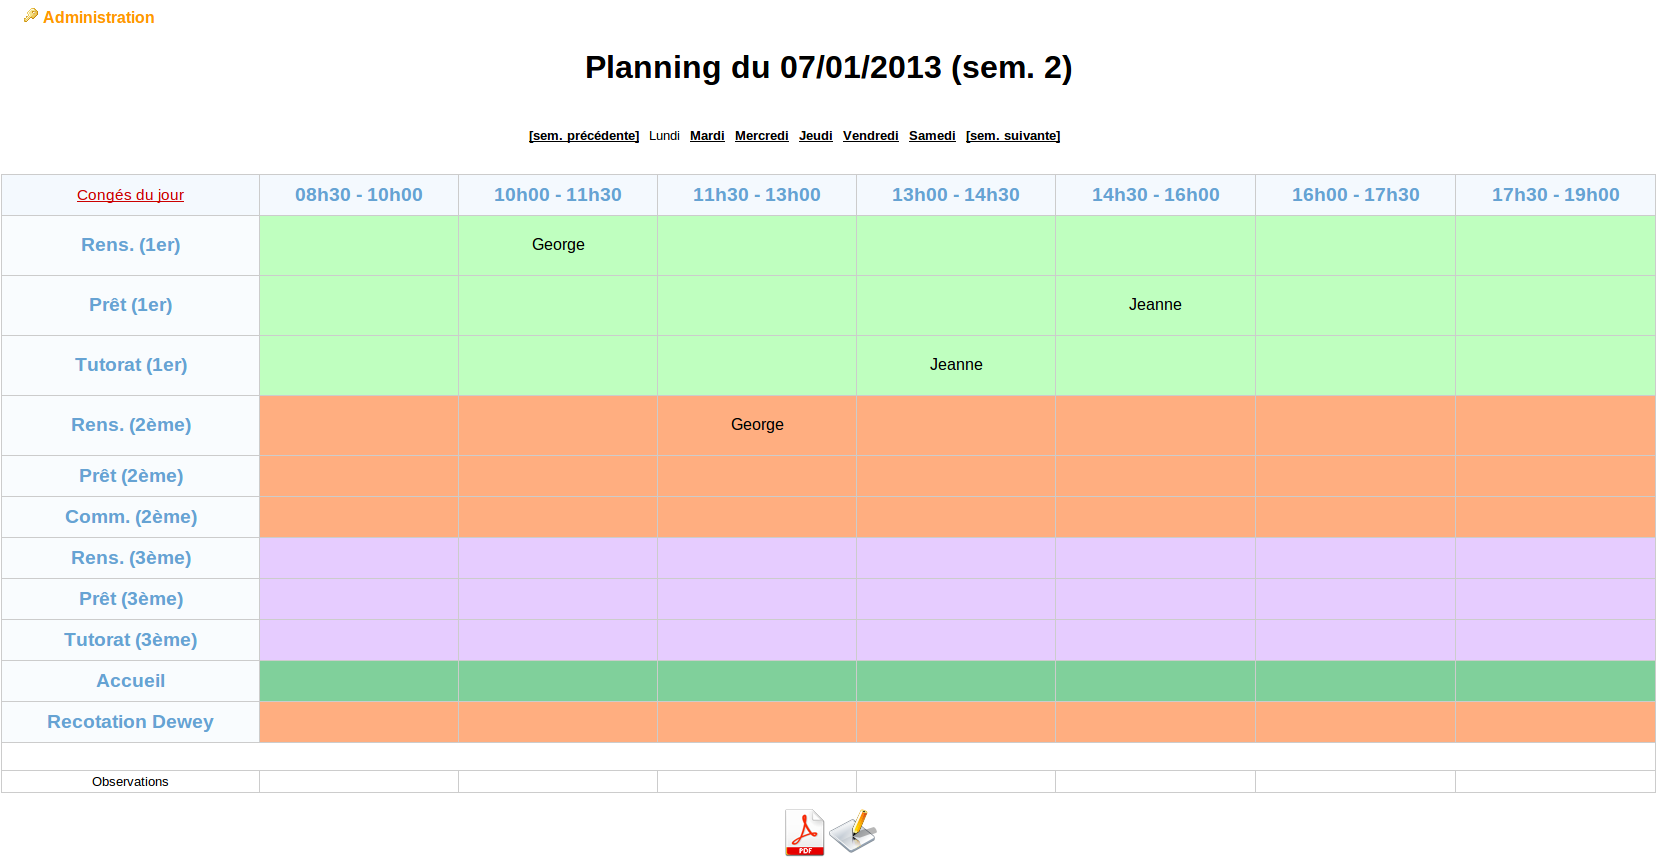 Administration
Planning du 07/01/2013 (sem. 2)
[sem. précédente] Lundi Mardi Mercredi Jeudi Vendredi Samedi [sem. suivante]
Congés du jour 08h30 - 10h00 10h00 - 11h30 11h30 - 13h00 13h00 - 14h30 14h30 - 16h00 16h00 - 17h30 17h30 - 19h00
Rens. (1er) George
Prêt (1er) Jeanne
Tutorat (1er) Jeanne
Rens. (2ème) George
Prêt (2ème)
Comm. (2ème)
Rens. (3ème)
Prêt (3ème)
Tutorat (3ème)
Accueil
Recotation Dewey
Observations
PDF